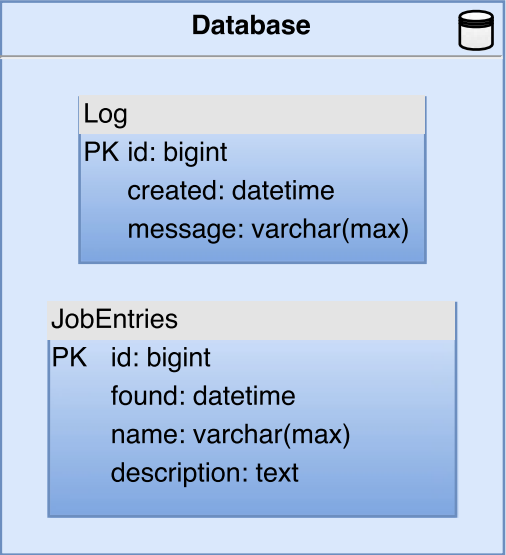 Database
Log
PK id: bigint
created: datetime
message: varchar(max)
JobEntries
PK id: bigint
found: datetime
name: varchar(max)
description: text